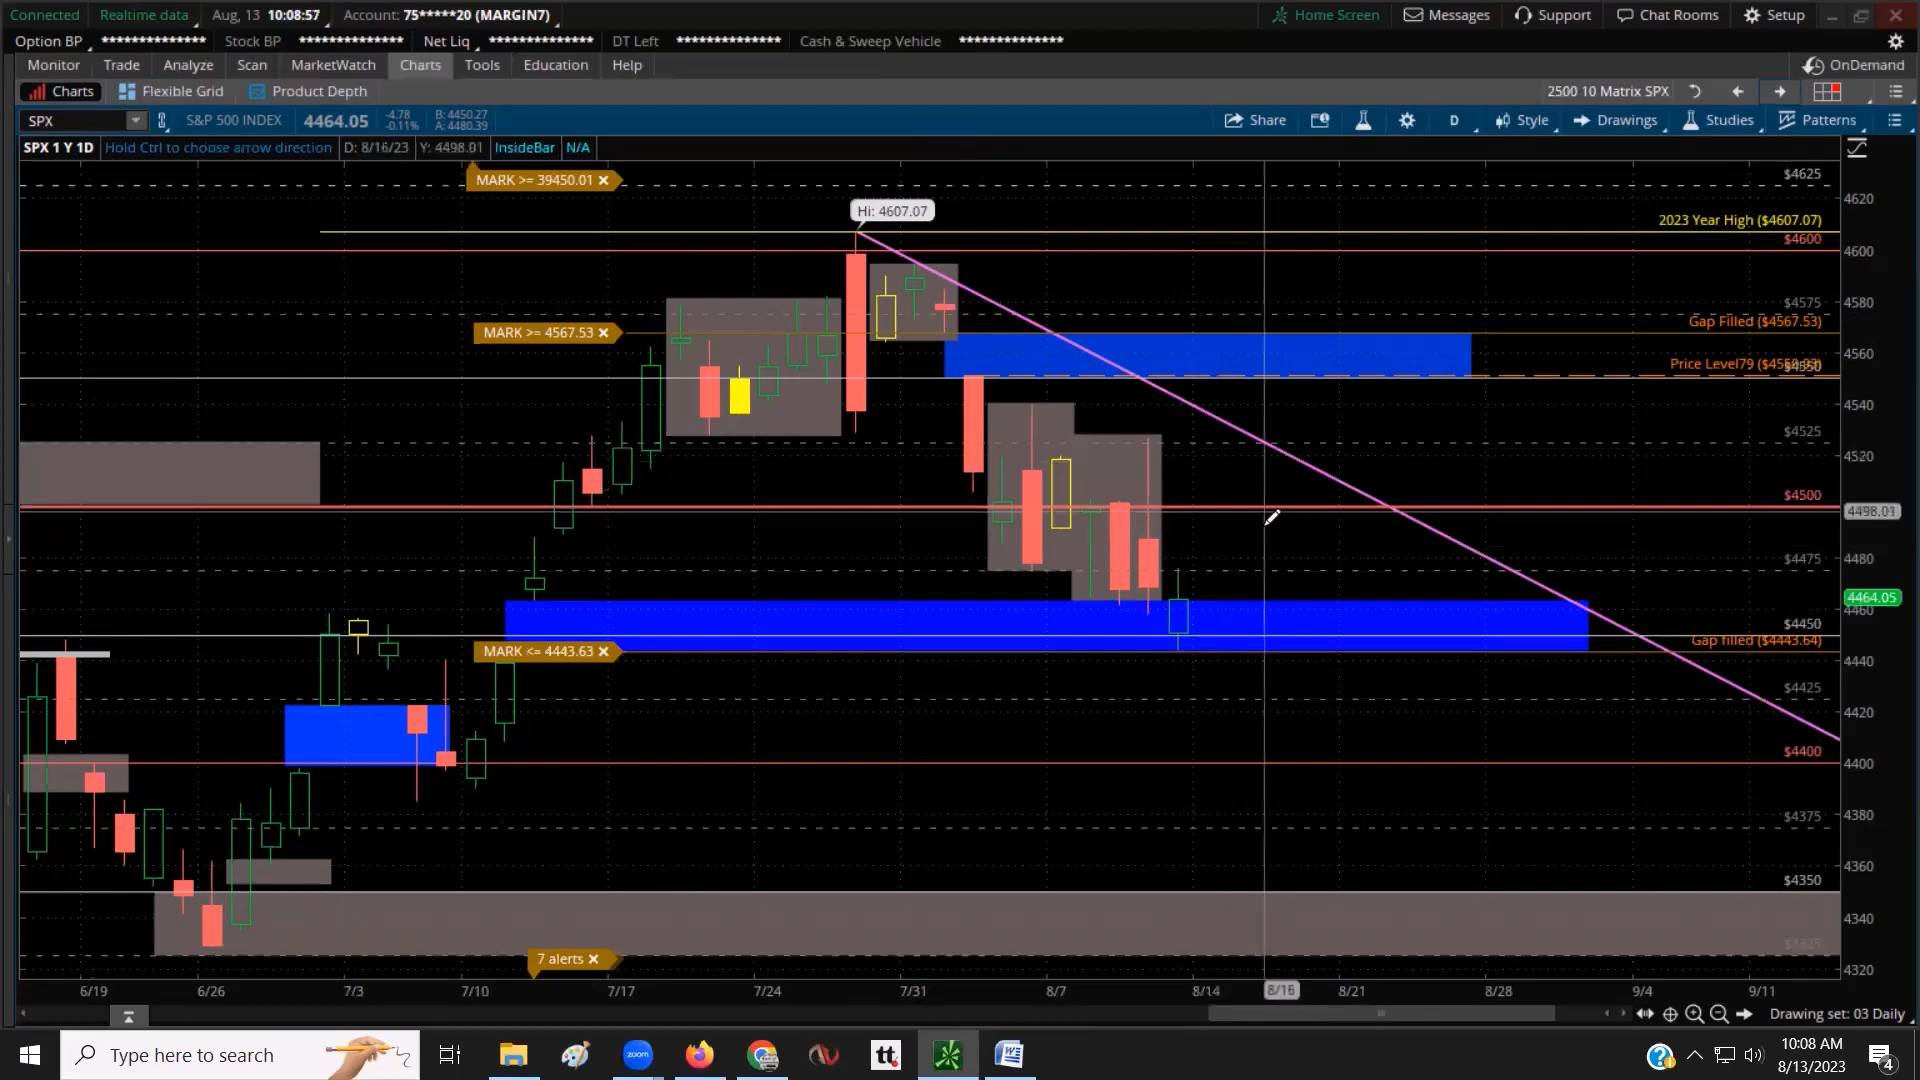 Connected Realtime data Aug, 13 10:08:57 Account: 75*****20 (MARGIN7) Home Screen Messages Support Chat Rooms Setup
Option BP ************** Stock BP ************** Net Liq ************** DT Left ************** Cash & Sweep Vehicle **************
Monitor Trade Analyze Scan MarketWatch Charts Tools Education Help OnDemand
Charts Flexible Grid Product Depth 2500 10 Matrix SPX
SPX S&P 500 INDEX 4464.05 -4.78 -0.11% B: 4450.27 A: 4480.39 Share D Style Drawings Studies Patterns
SPX 1 Y 1D Hold Ctrl to choose arrow direction D: 8/16/23 Y: 4498.01 InsideBar N/A
MARK >= 39450.01 $4625
4620
Hi: 4607.07 2023 Year High ($4607.07)
$4600
4600
$4575 4580
MARK >= 4567.53 Gap Filled ($4567.53)
4560
Price Level79
4540
$4525
4520
$4500
4498.01
$4475 4480
4464.05
4460
$4450
MARK <= 4443.63 Gap filled ($4443.64)
4440
$4425
4420
$4400
4400
$4375 4380
4360
$4350
4340
$4325
7 alerts
4320
6/19 6/26 7/3 7/10 7/17 7/24 7/31 8/7 8/14 8/16 8/21 8/28 9/4 9/11
Drawing set: 03 Daily
Type here to search zoom tt 10:08 AM
8/13/2023 4